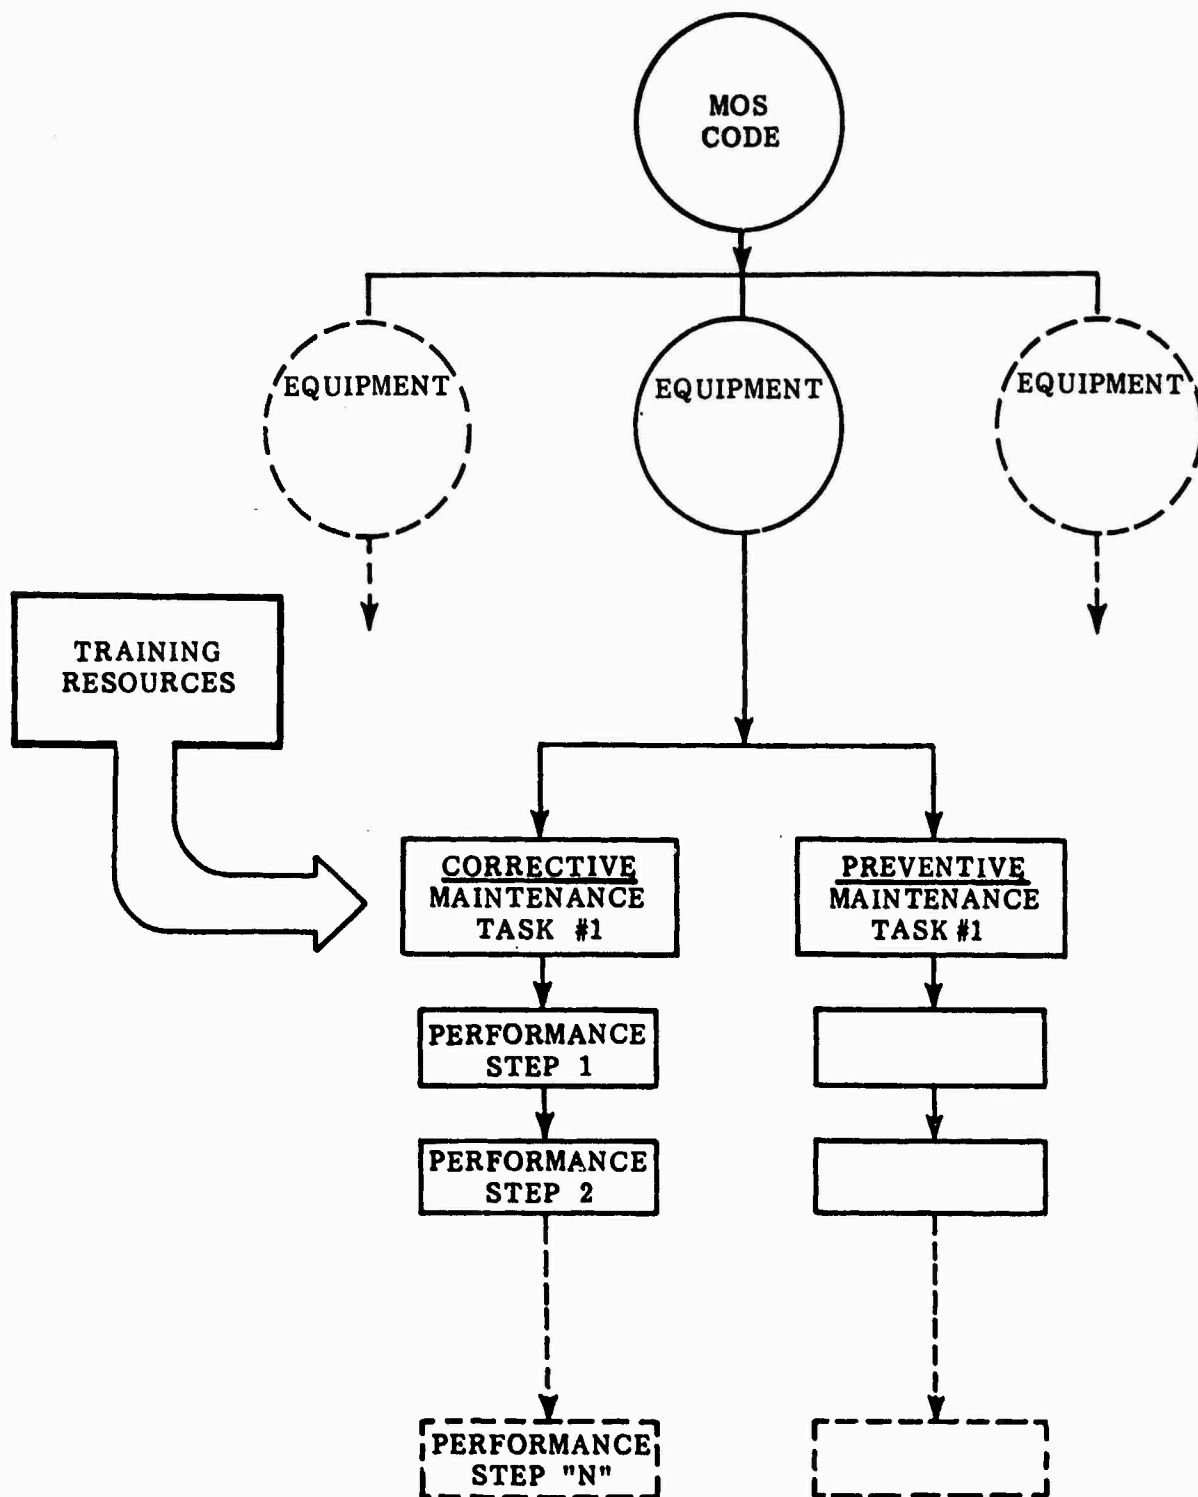 MOS
CODE
EQUIPMENT
EQUIPMENT
EQUIPMENT
TRAINING
RESOURCES
CORRECTIVE
MAINTENANCE
TASK #1
PREVENTIVE
MAINTENANCE
TASK #1
PERFORMANCE
STEP 1
PERFORMANCE
STEP 2
PERFORMANCE
STEP "N"